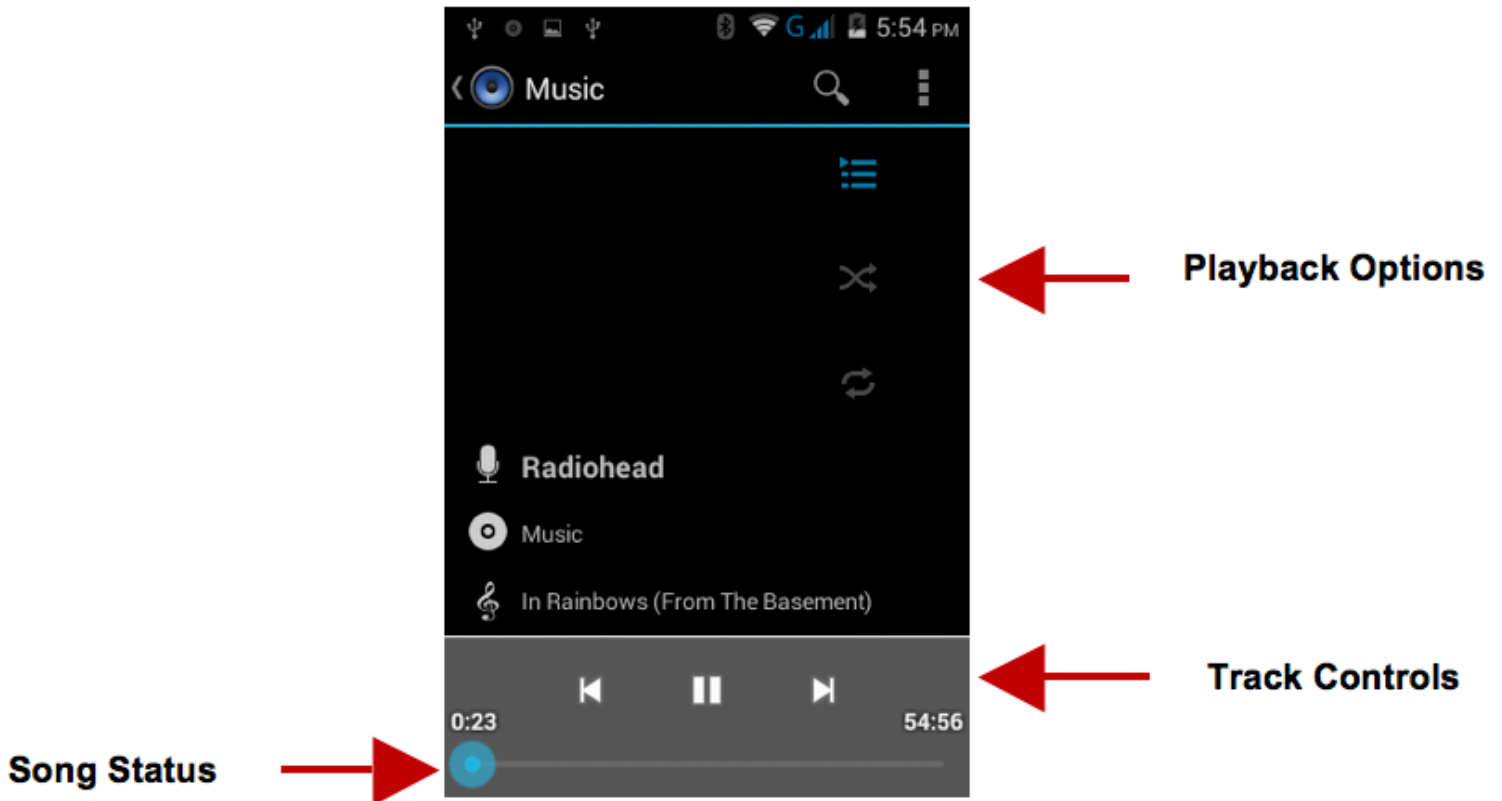 G 5:54 PM
Music
Playback Options
Radiohead
Music
In Rainbows (From The Basement)
Track Controls
0:23 54:56
Song Status